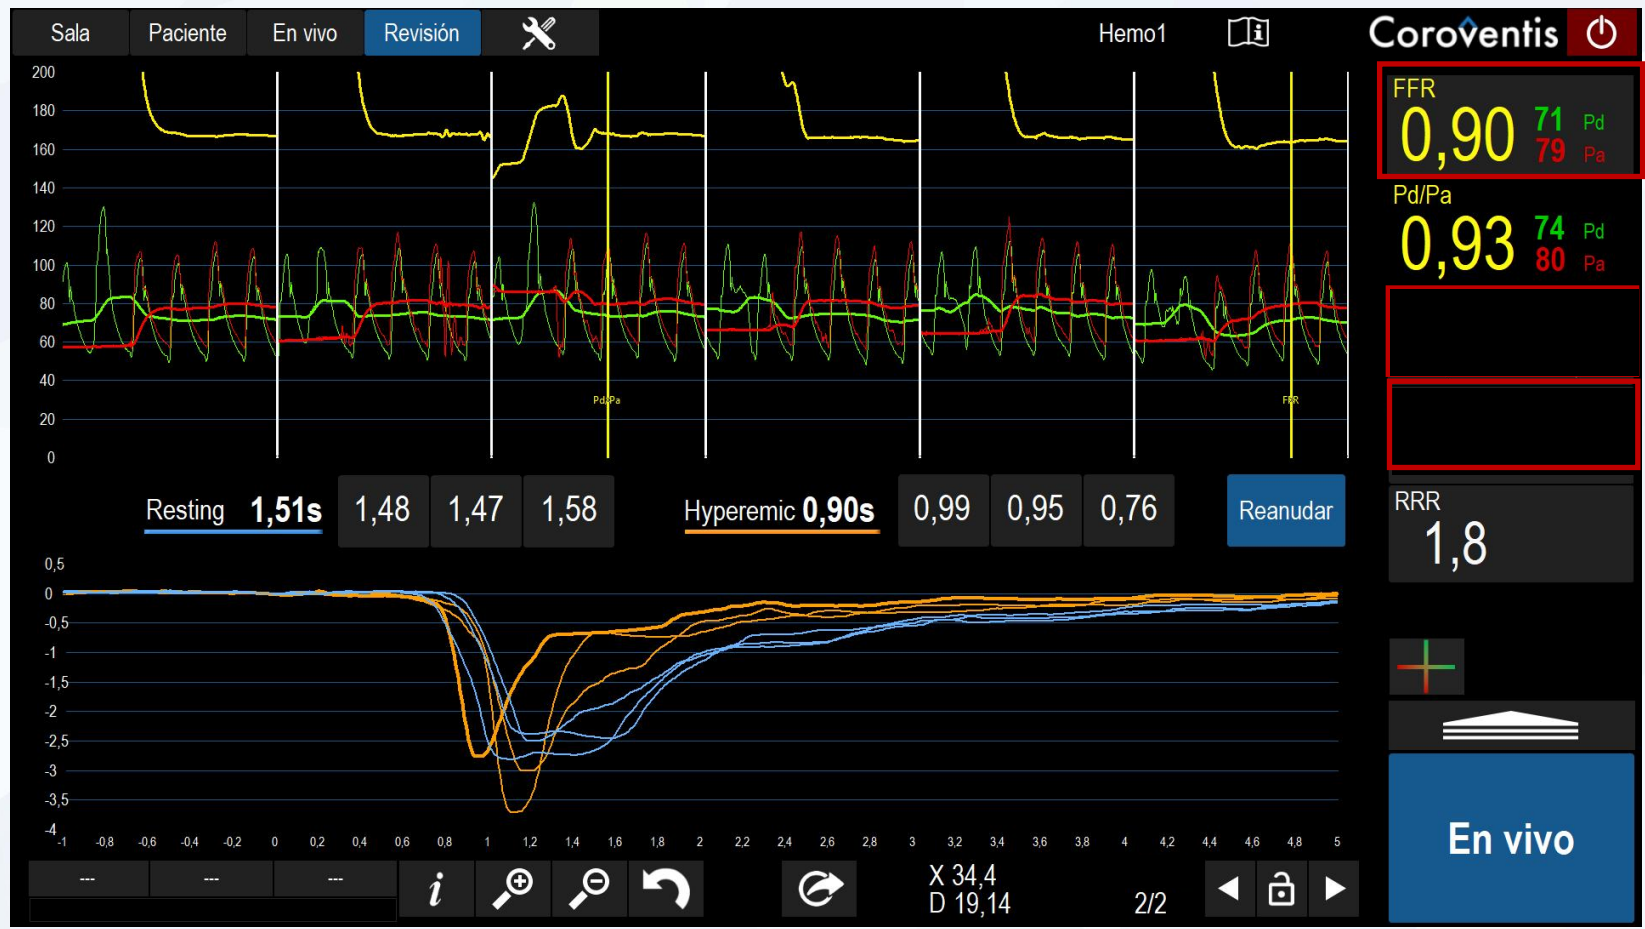 Sala Paciente En vivo Revisión Hemo1 Coroventis
200
180
160
140
120
100
80
60
40
20
0
Pd/Pa
FFR
FFR
0,90 71 Pd
79 Pa
Pd/Pa
0,93 74 Pd
80 Pa
RRR
1,8
Resting 1,51s 1,48 1,47 1,58 Hyperemic 0,90s 0,99 0,95 0,76 Reanudar
0,5
0
-0,5
-1
-1,5
-2
-2,5
-3
-3,5
-4
-1 -0,8 -0,6 -0,4 -0,2 0 0,2 0,4 0,6 0,8 1 1,2 1,4 1,6 1,8 2 2,2 2,4 2,6 2,8 3 3,2 3,4 3,6 3,8 4 4,2 4,4 4,6 4,8 5
--- --- --- i X 34,4
D 19,14 2/2
En vivo